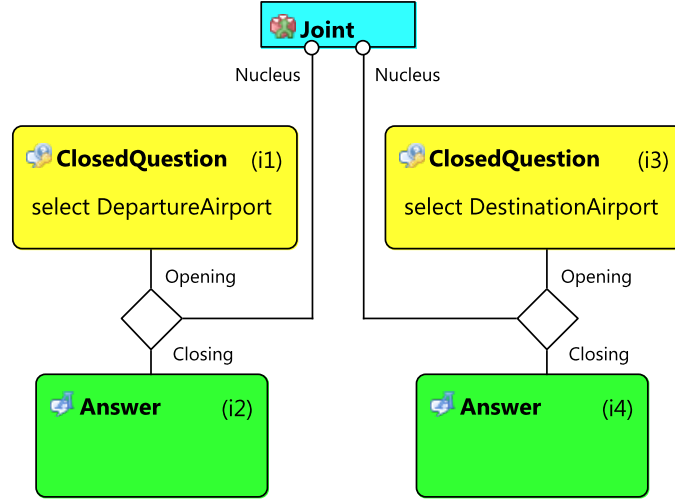 Joint
Nucleus
Nucleus
ClosedQuestion (i1)
select DepartureAirport
ClosedQuestion (i3)
select DestinationAirport
Opening
Opening
Closing
Closing
Answer (i2)
Answer (i4)